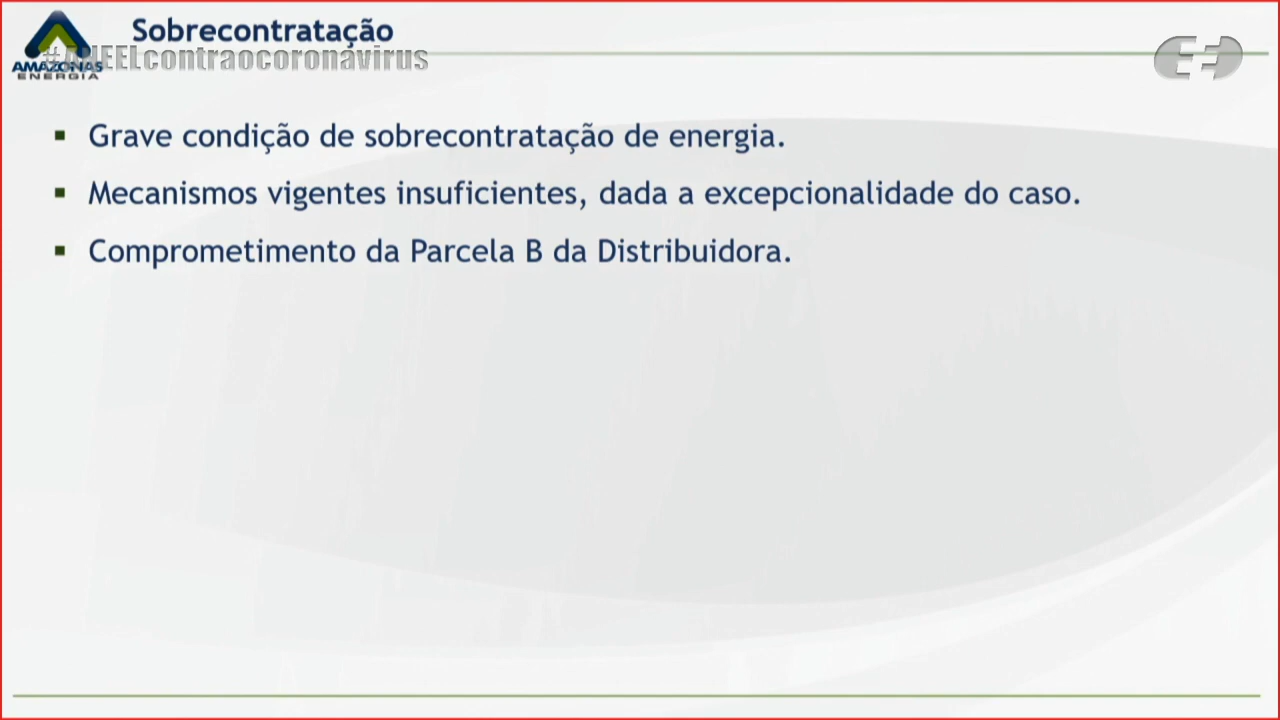 Sobrecontratação
#ANEELcontraocoronavirus
AMAZONAS
ENERGIA
Grave condição de sobrecontratação de energia.
Mecanismos vigentes insuficientes, dada a excepcionalidade do caso.
Comprometimento da Parcela B da Distribuidora.